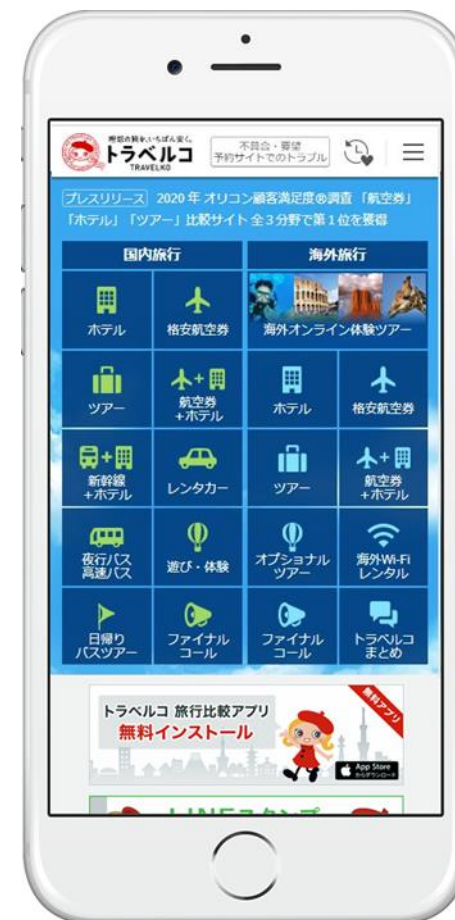 理想の旅を、いちばん安く。
トラベルコ
TRAVELKO
不具合・要望
予約サイトでのトラブル
プレスリリース 2020年 オリコン顧客満足度®調査 「航空券」
「ホテル」「ツアー」比較サイト 全3分野で第1位を獲得
国内旅行
海外旅行
ホテル
格安航空券
海外オンライン体験ツアー
ツアー
航空券
+ホテル
ホテル
格安航空券
新幹線
+ホテル
レンタカー
ツアー
航空券
+ホテル
夜行バス
高速バス
遊び・体験
オプショナル
ツアー
海外Wi-Fi
レンタル
日帰り
バスツアー
ファイナル
コール
ファイナル
コール
トラベルコ
まとめ
トラベルコ 旅行比較アプリ
無料インストール
無料アプリ
App Store
からダウンロード
LINEスタンプ